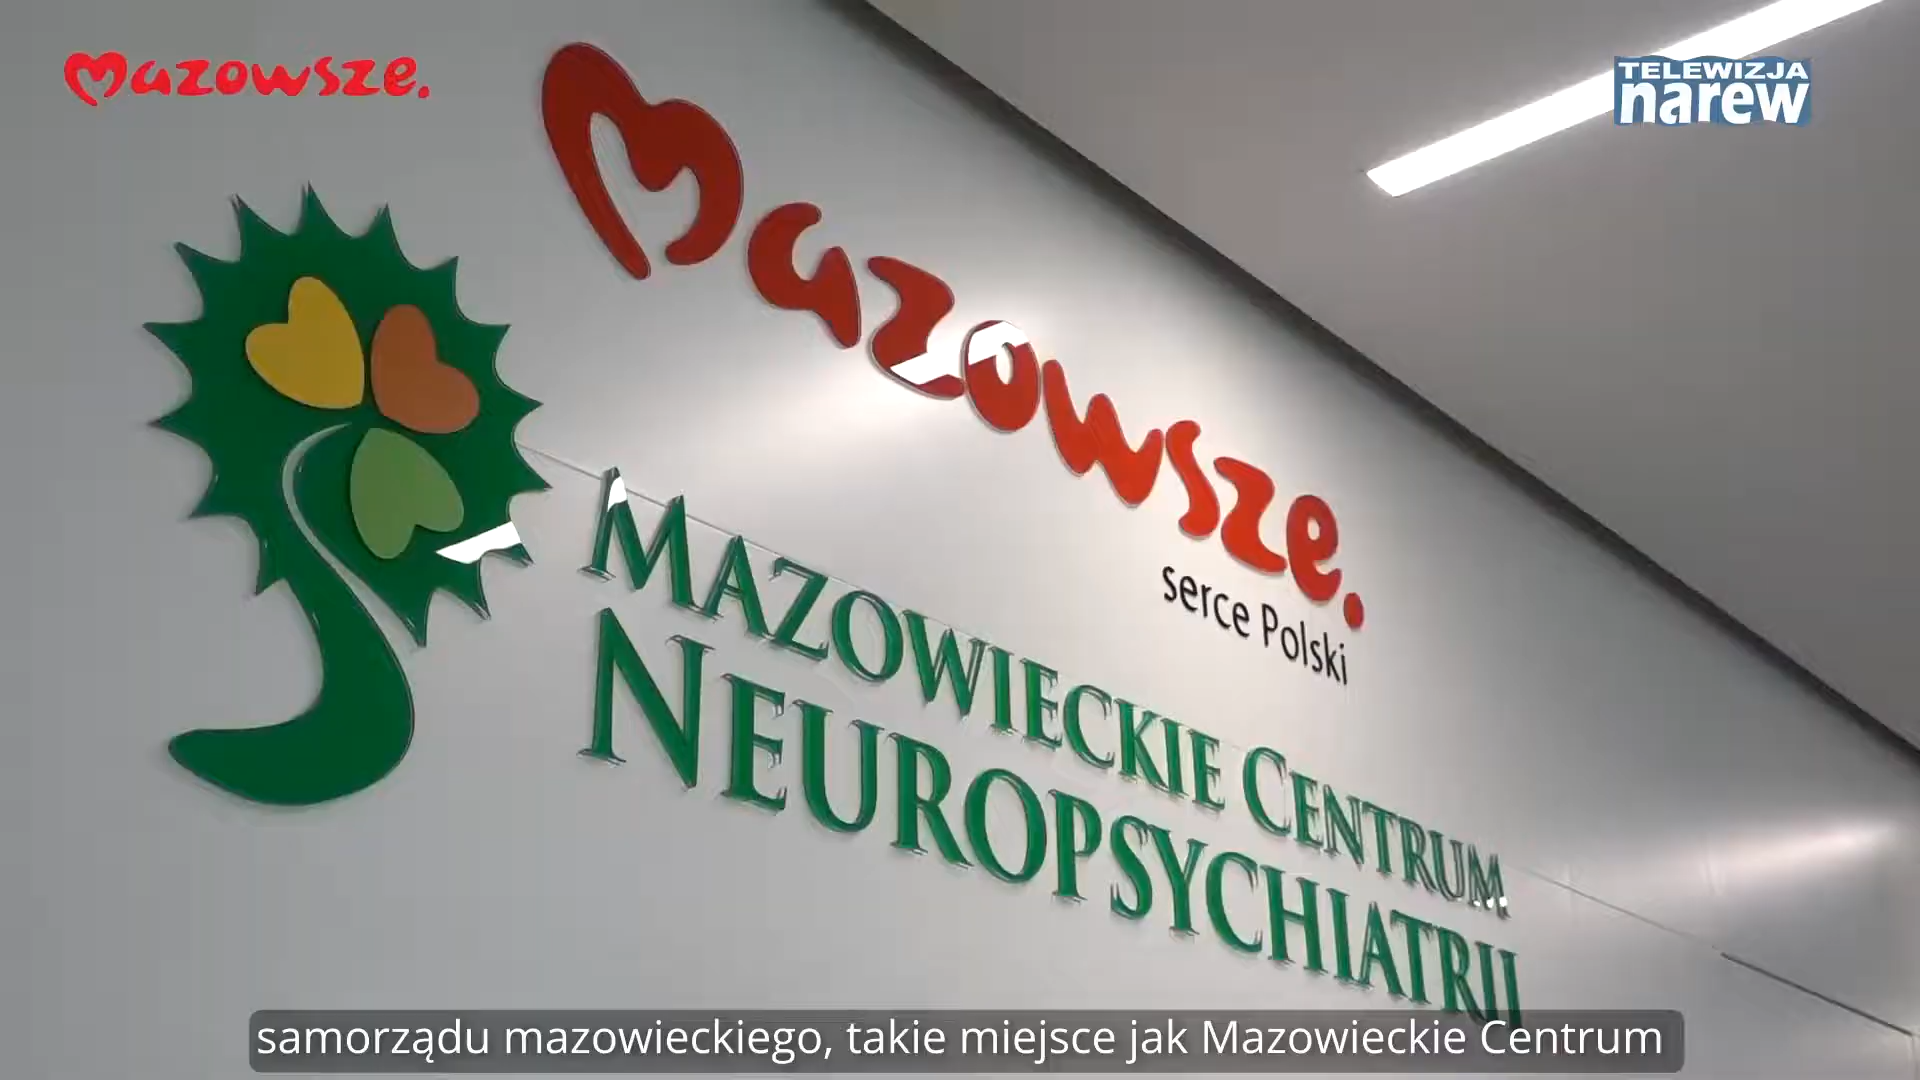 Mazowsze.
TELEWIZJA
narew
Mazowsze.
serce Polski
MAZOWIECKIE CENTRUM
NEUROPSYCHIATRII
samorządu mazowieckiego, takie miejsce jak Mazowieckie Centrum